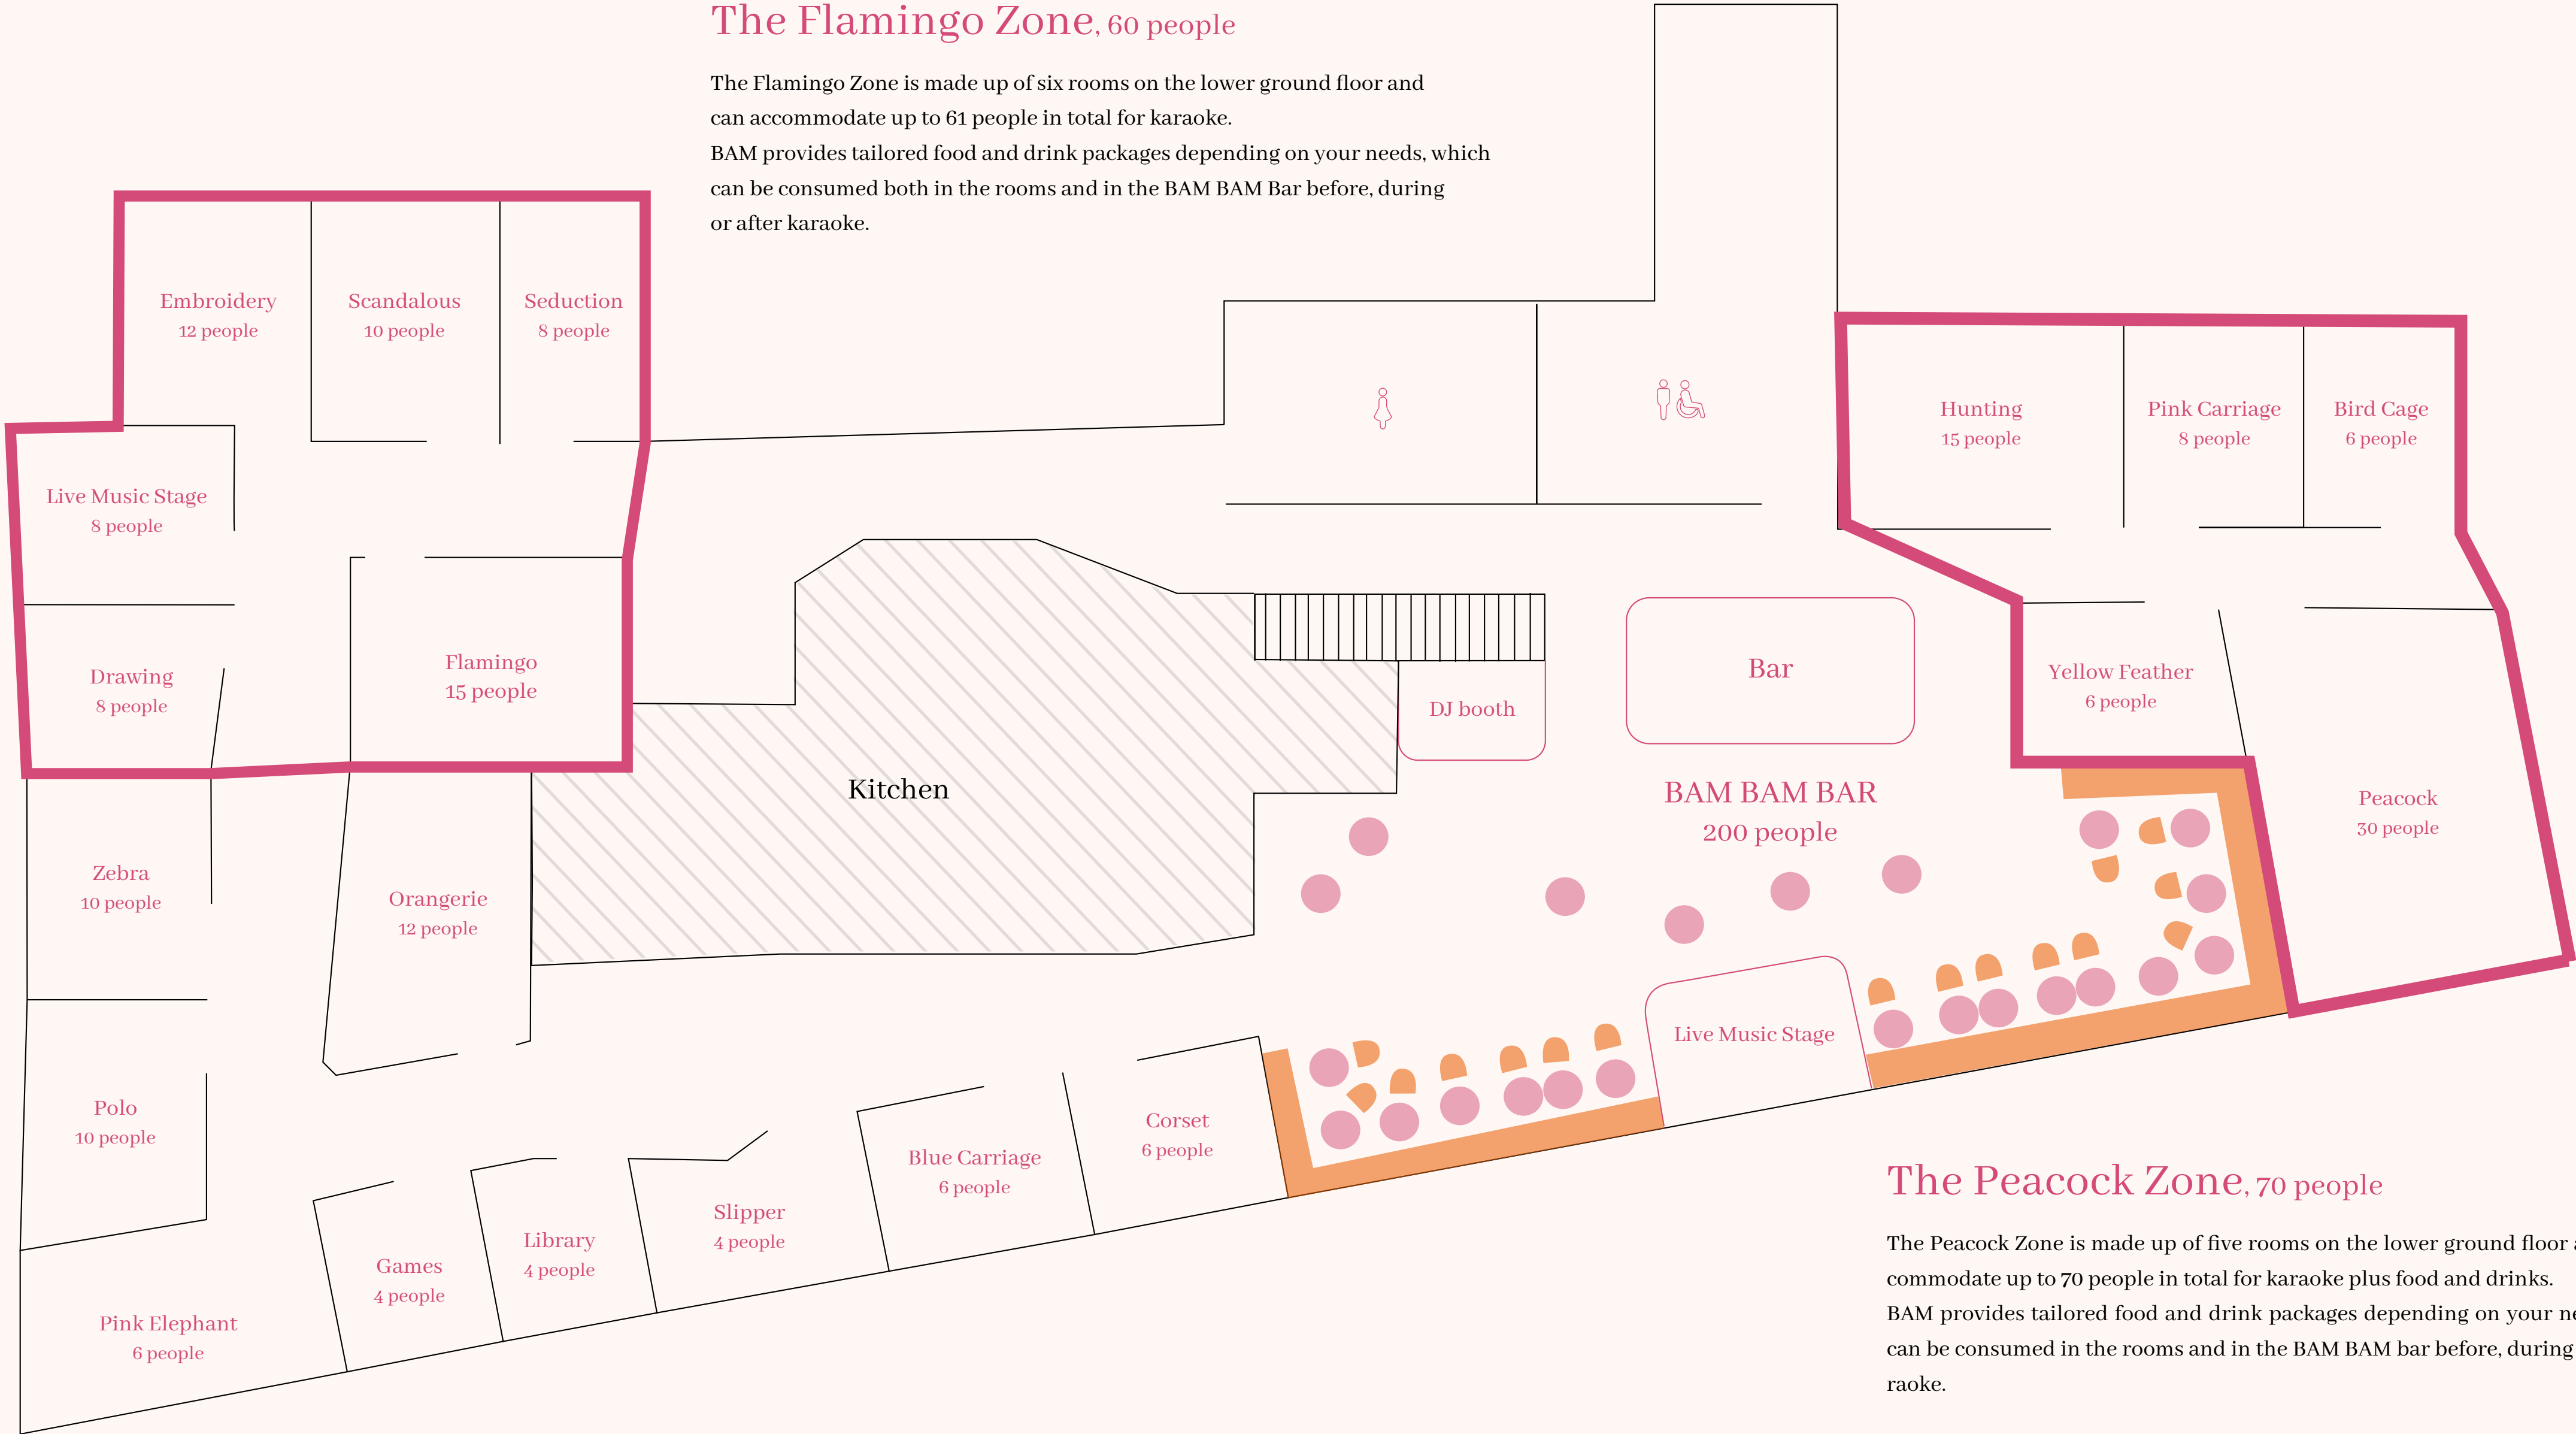 The Flamingo Zone, 60 people
The Flamingo Zone is made up of six rooms on the lower ground floor and
can accommodate up to 61 people in total for karaoke.
BAM provides tailored food and drink packages depending on your needs, which
can be consumed both in the rooms and in the BAM BAM Bar before, during
or after karaoke.
Embroidery
12 people
Scandalous
10 people
Seduction
8 people
Live Music Stage
8 people
Drawing
8 people
Flamingo
15 people
Hunting
15 people
Pink Carriage
8 people
Bird Cage
6 people
Yellow Feather
6 people
Peacock
30 people
Bar
DJ booth
BAM BAM BAR
200 people
Kitchen
Zebra
10 people
Orangerie
12 people
Polo
10 people
Pink Elephant
6 people
Games
4 people
Library
4 people
Slipper
4 people
Blue Carriage
6 people
Corset
6 people
Live Music Stage
The Peacock Zone, 70 people
The Peacock Zone is made up of five rooms on the lower ground floor
commodate up to 70 people in total for karaoke plus food and drinks.
BAM provides tailored food and drink packages depending on your
can be consumed in the rooms and in the BAM BAM bar before, during
raoke.